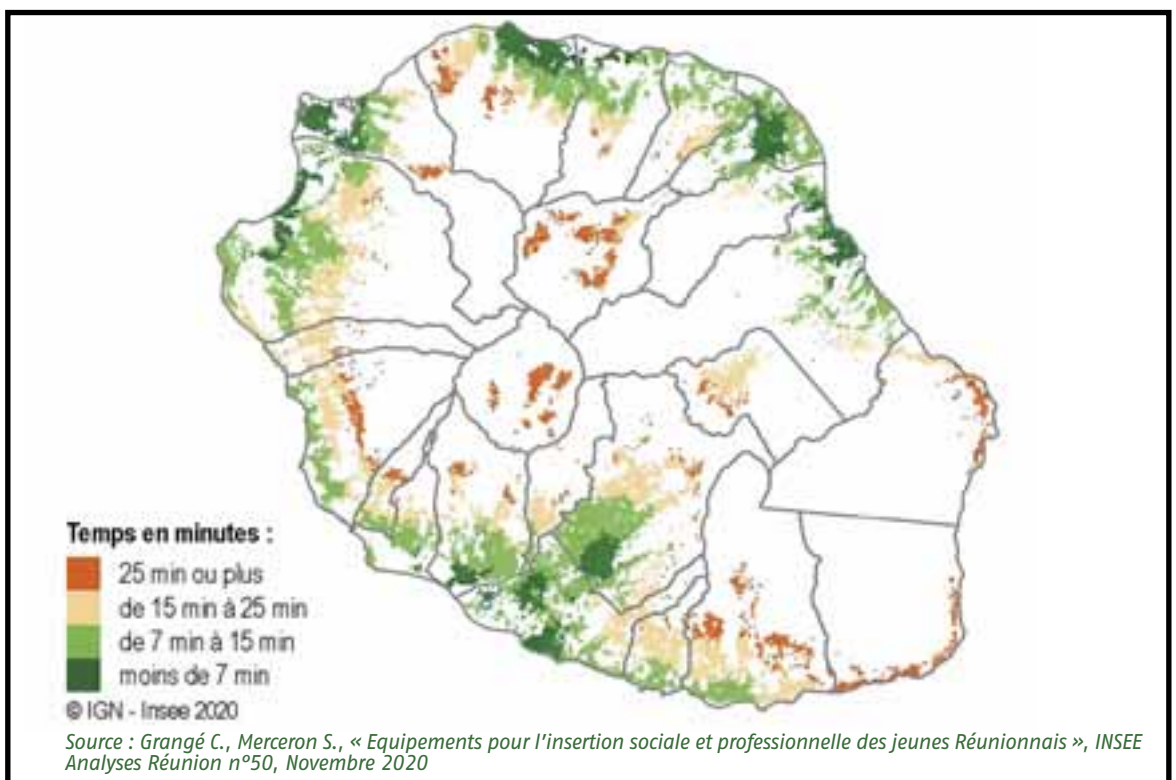 Temps en minutes :
25 min ou plus
de 15 min à 25 min
de 7 min à 15 min
moins de 7 min
© IGN - Insee 2020
Source : Grangé C., Merceron S., « Equipements pour l'insertion sociale et professionnelle des jeunes Réunionnais », INSEE
Analyses Réunion n°50, Novembre 2020